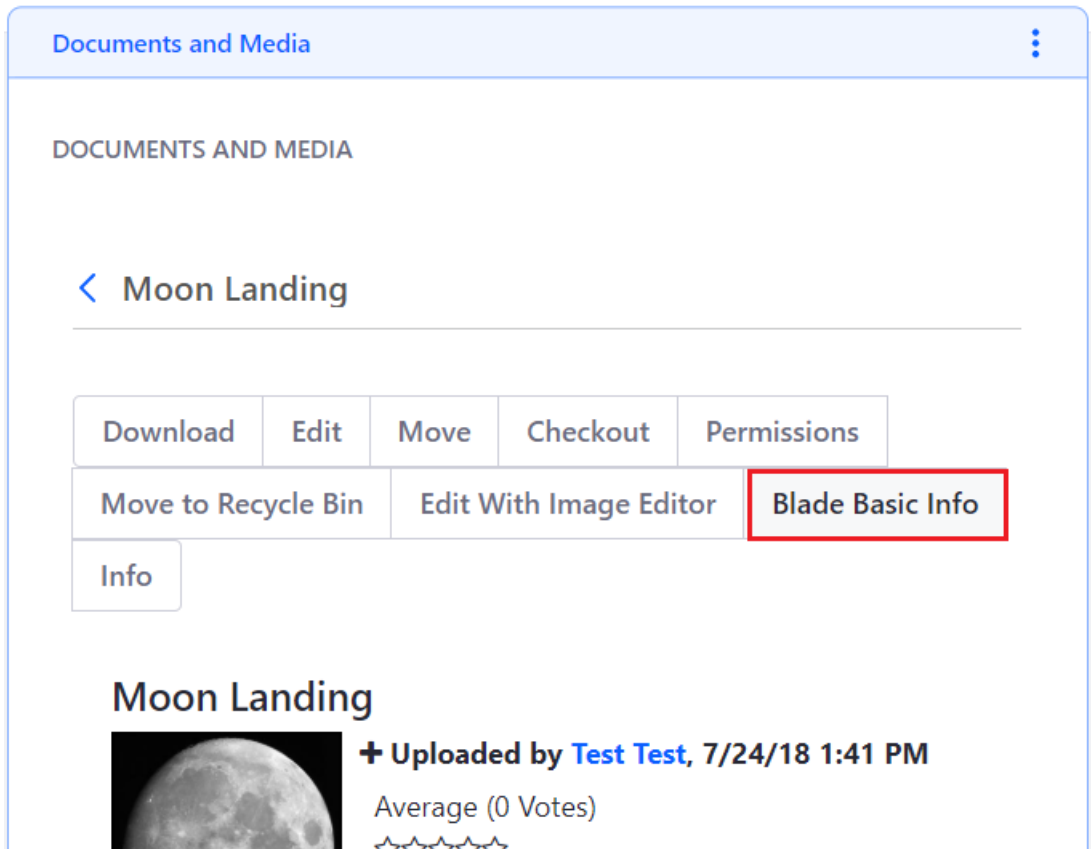 Documents and Media
DOCUMENTS AND MEDIA
Moon Landing
Download Edit Move Checkout Permissions
Move to Recycle Bin Edit With Image Editor Blade Basic Info
Info
Moon Landing
+ Uploaded by Test Test, 7/24/18 1:41 PM
Average (0 Votes)